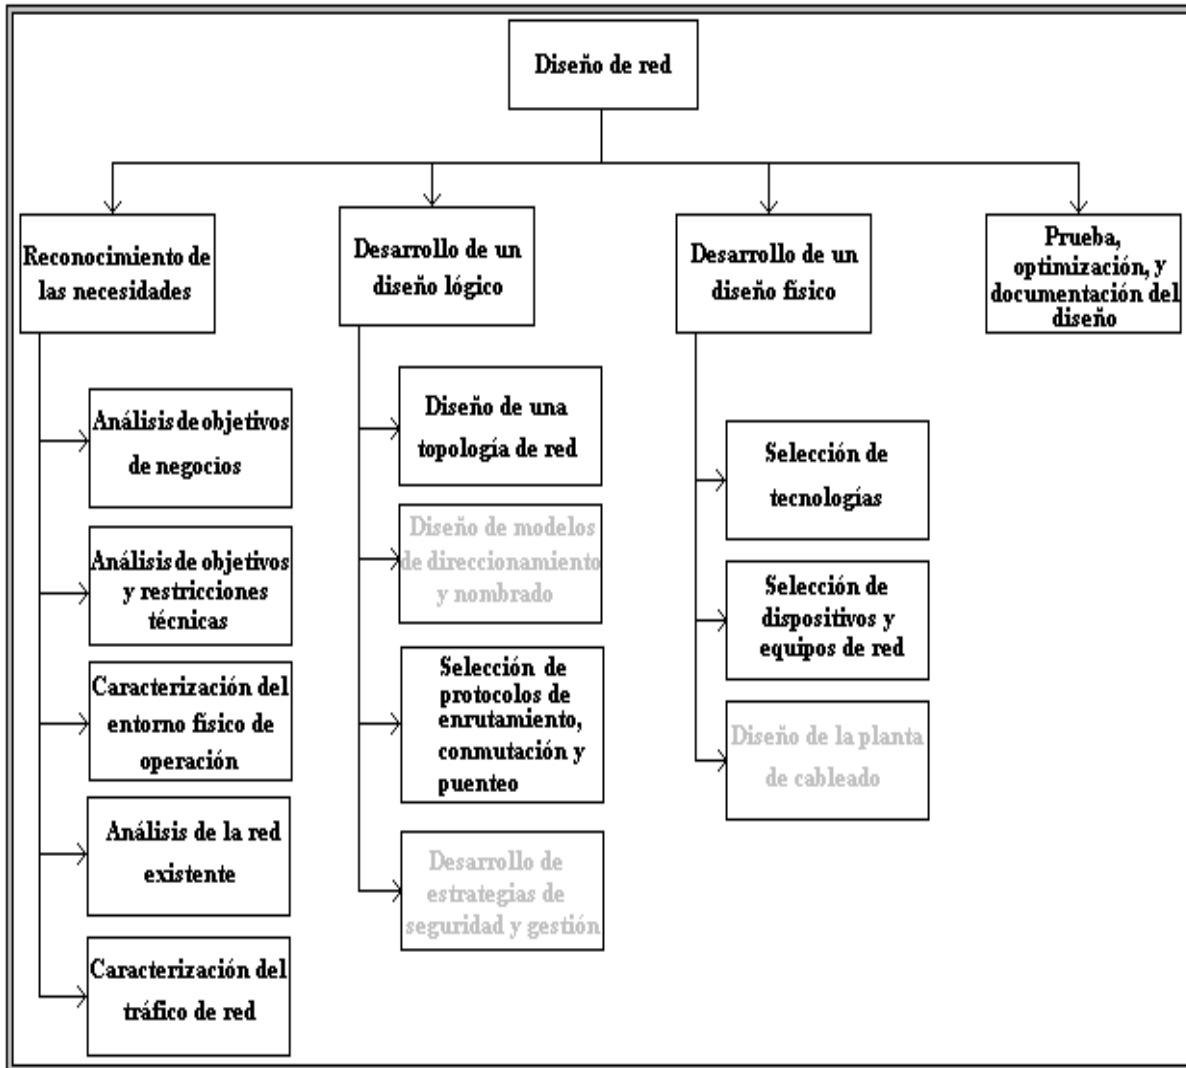 Diseño de red
Reconocimiento de
las necesidades
Análisis de objetivos
de negocios
Análisis de objetivos
y restricciones
técnicas
Caracterización del
entorno físico de
operación
Análisis de la red
existente
Caracterización del
tráfico de red
Desarrollo de un
diseño lógico
Diseño de una
topología de red
Diseño de modelos
de direccionamiento
y nombrado
Selección de
protocolos de
enrutamiento,
conmutación y
puenteo
Desarrollo de
estrategias de
seguridad y gestión
Desarrollo de un
diseño físico
Selección de
tecnologías
Selección de
dispositivos y
equipos de red
Diseño de la planta
de cableado
Prueba,
optimización, y
documentación del
diseño